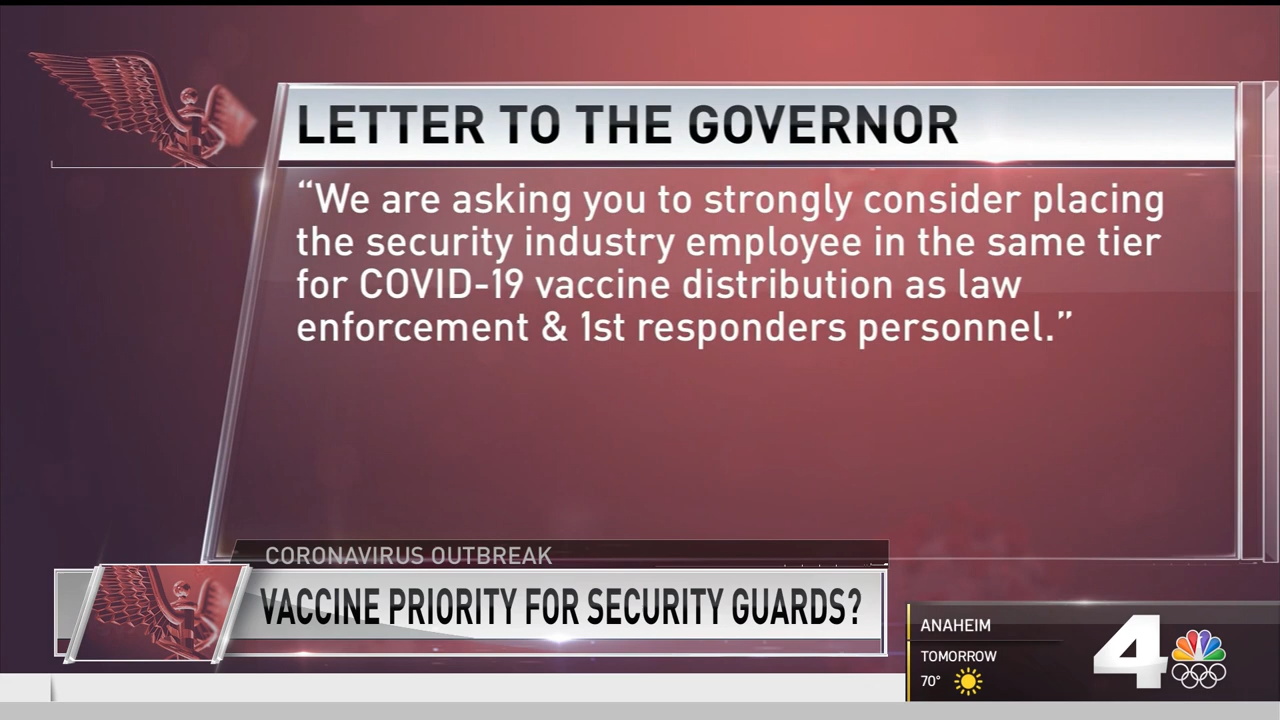 LETTER TO THE GOVERNOR
“We are asking you to strongly consider placing
the security industry employee in the same tier
for COVID-19 vaccine distribution as law
enforcement & 1st responders personnel.”
CORONAVIRUS OUTBREAK
VACCINE PRIORITY FOR SECURITY GUARDS?
ANAHEIM
TOMORROW
70°
4